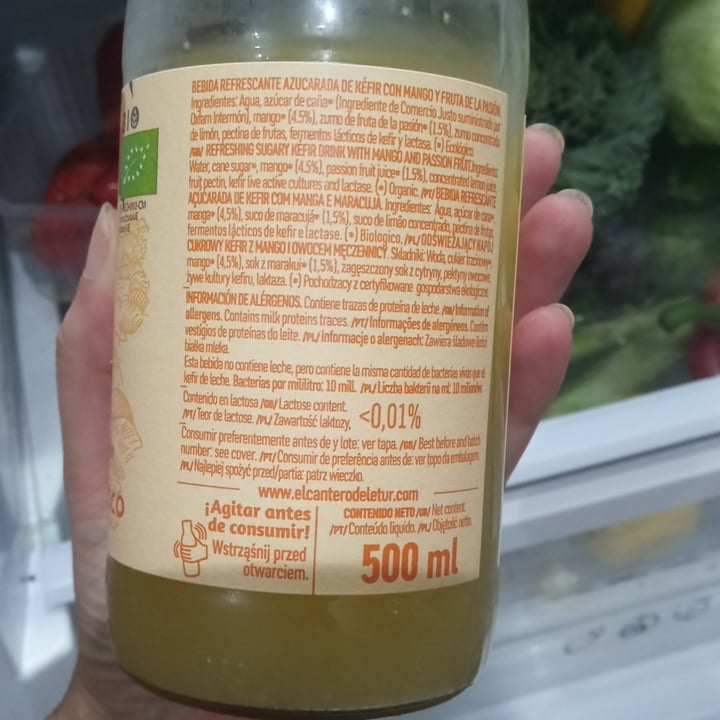 BIO
BEBIDA REFRESCANTE AZUCARADA DE KÉFIR CON MANGO Y FRUTA DE LA PASIÓN.
Ingredientes: Agua, azúcar de caña* (Ingrediente de Comercio Justo suministrado por
Oxfam Intermón), mango* (4,5%), zumo de fruta de la pasión* (1,5%), zumo concentrado
de limón, pectina de frutas, fermentos lácticos de kefir y lactasa. (*) Ecológico.
/GB/ REFRESHING SUGARY KEFIR DRINK WITH MANGO AND PASSION FRUIT. Ingredients:
Water, cane sugar*, mango* (4,5%), passion fruit juice* (1,5%), concentrated lemon juice,
fruit pectin, kefir live active cultures and lactase. (*) Organic. /PT/ BEBIDA REFRESCANTE
AÇUCARADA DE KEFIR COM MANGA E MARACUJÁ. Ingredientes: Agua, açucar de cana*,
manga* (4,5%), suco de maracujá* (1,5%), suco de limão concentrado, pectina de frutas,
fermentos lácticos de kefir e lactase. (*) Biologico. /PL/ ODŚWIEŻAJĄCY NAPÓJ
CUKROWY KEFIR Z MANGO I OWOCEM MĘCZENNICY. Składniki: Woda, cukier trzcinowy*,
mango* (4,5%), sok z marakui* (1,5%), zagęszczony sok z cytryny, pektyny owocowe,
żywe kultury kefiru, laktaza. (*) Pochodzacy z certyfikowane gospodarstwa ekologiczne.
INFORMACIÓN DE ALÉRGENOS. Contiene trazas de proteína de leche. /GB/ Information of
allergens. Contains milk proteins traces. /PT/ Informações de alergéneos. Contém
vestígios de proteínas do leite. /PL/ Informacje o alergenach: Zawiera śladowe ilości
białka mleka.
Esta bebida no contiene leche, pero contiene la misma cantidad de bacterias vivas que el
kefir de leche. Bacterias por mililitro: 10 mill. /PL/ Liczba bakterii na ml: 10 milionów.
Contenido en lactosa /GB/ Lactose content.
/PT/ Teor de lactose. /PL/ Zawartość laktozy. <0,01%
Consumir preferentemente antes de y lote: ver tapa. /GB/ Best before and batch
number: see cover. /PT/ Consumir de preferência antes de: ver topo da embalagem.
/PL/ Najlepiej spożyć przed/partia: patrz wieczko.
www.elcanterodeletur.com
¡Agitar antes
de consumir!
Wstrząśnij przed
otwarciem.
CONTENIDO NETO /GB/ Net content.
/PT/ Conteúdo líquido. /PL/ Objętość netto.
500 ml